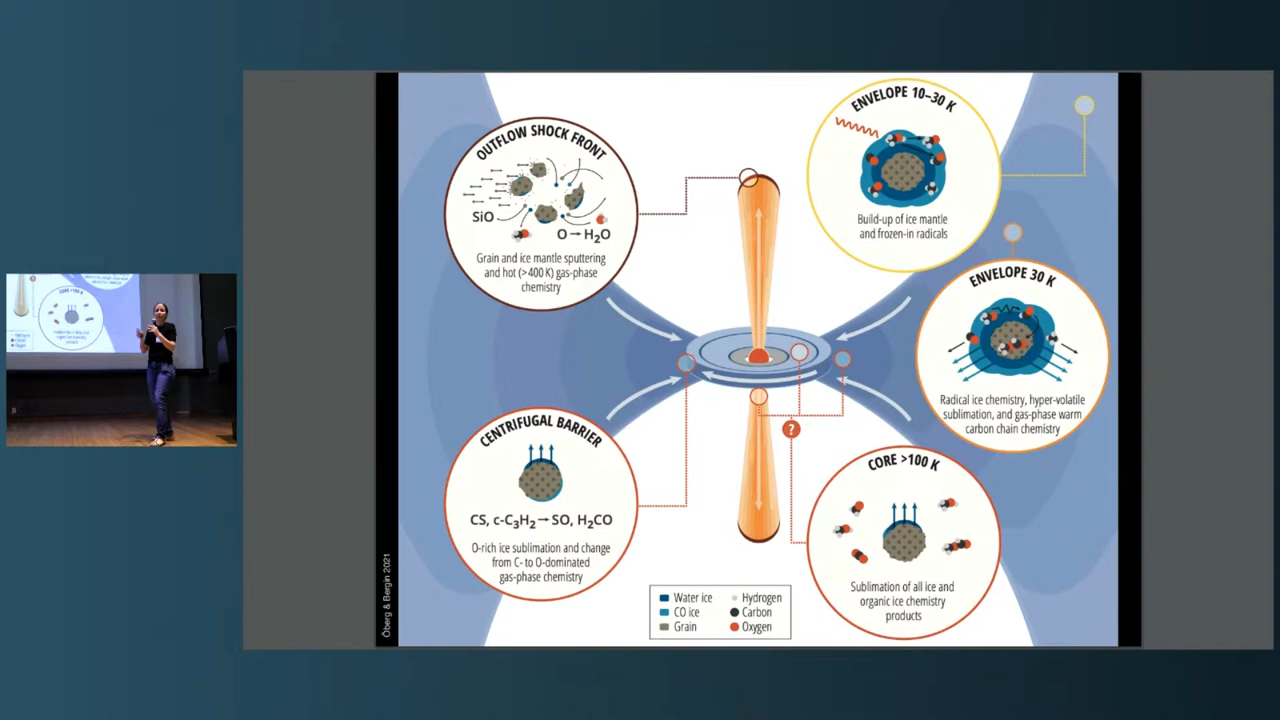 OUTFLOW SHOCK FRONT
SiO
O→H₂O
Grain and ice mantle sputtering
and hot (>400 K) gas-phase
chemistry
ENVELOPE 10–30 K
Build-up of ice mantle
and frozen-in radicals
ENVELOPE 30 K
Radical ice chemistry, hyper-volatile
sublimation, and gas-phase warm
carbon chain chemistry
CENTRIFUGAL BARRIER
CS, c-C₃H₂→SO, H₂CO
O-rich ice sublimation and change
from C- to O-dominated
gas-phase chemistry
?
CORE >100 K
Sublimation of all ice and
organic ice chemistry
products
Water ice
Hydrogen
CO ice
Carbon
Grain
Oxygen
Öberg & Bergin 2021